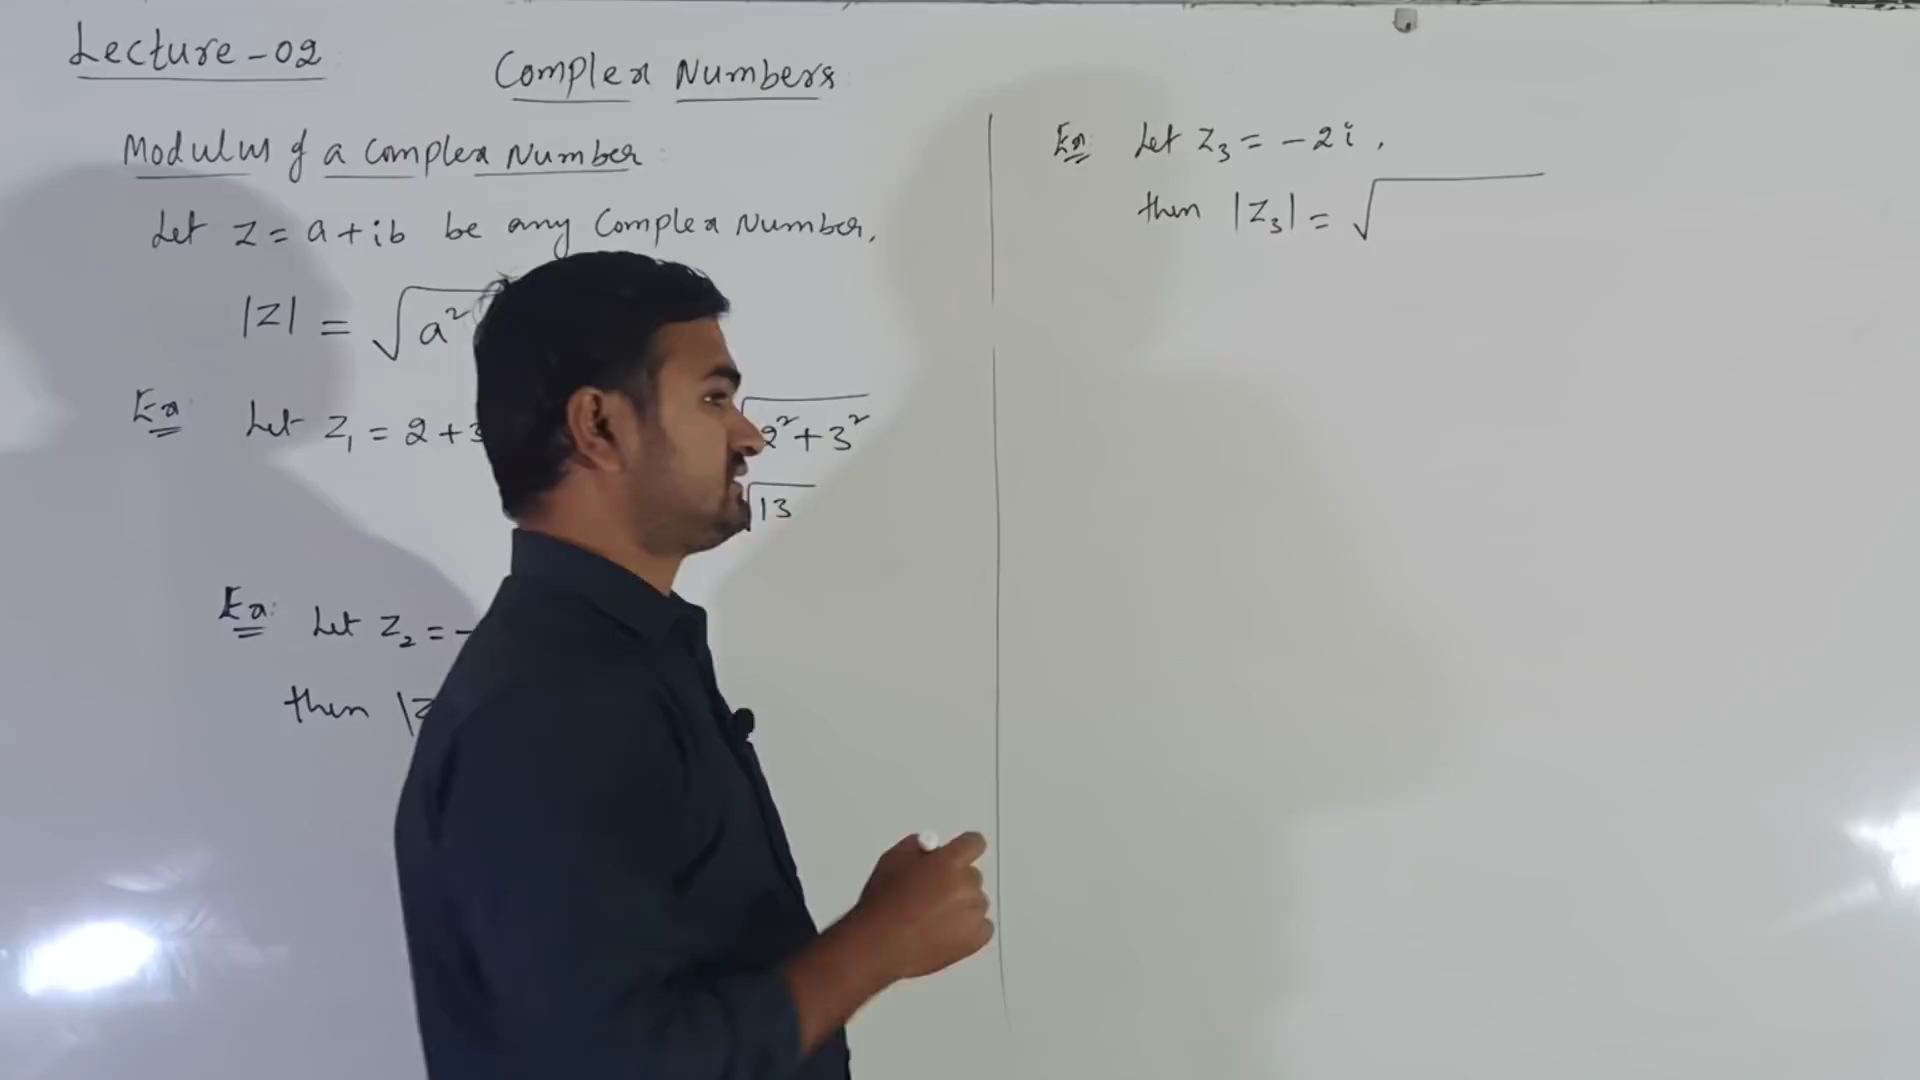 Lecture-02
Complex Numbers
Modulus of a complex Number
Let z = a + ib be any Complex Number,
|z| = √a²
Ex Let z₁ = 2 + 3
√2² + 3²
√13
Ex: Let z₂ = -
then |z
Ex: Let z₃ = -2i,
then |z₃| = √